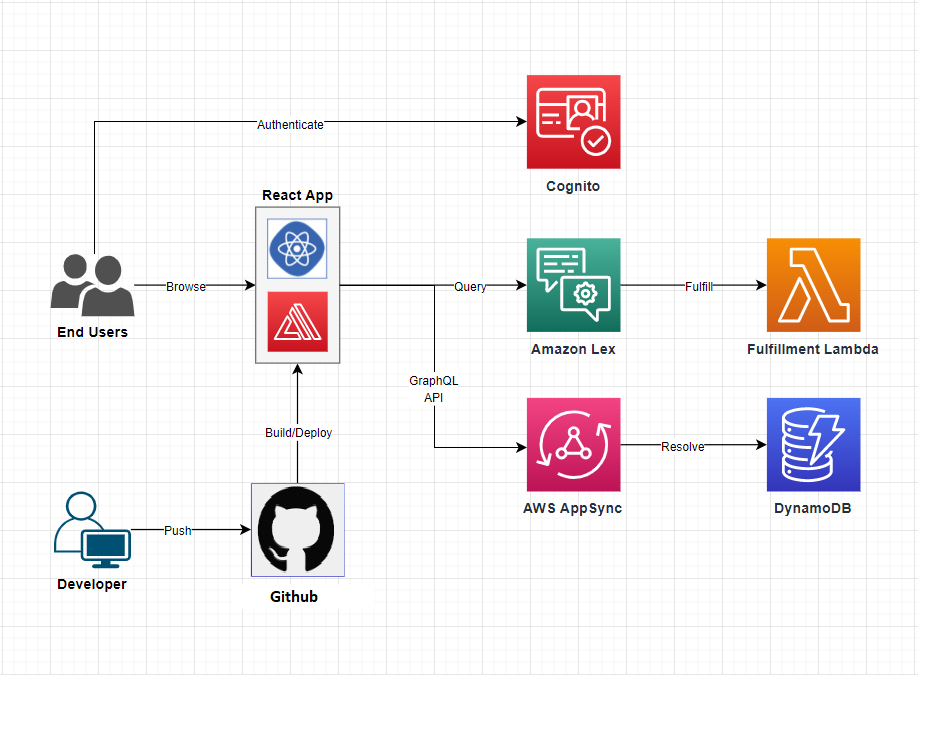 Authenticate
Cognito
React App
Browse
End Users
Query
Amazon Lex
Fulfill
Fulfillment Lambda
GraphQL
API
Build/Deploy
AWS AppSync
Resolve
DynamoDB
Push
Developer
Github